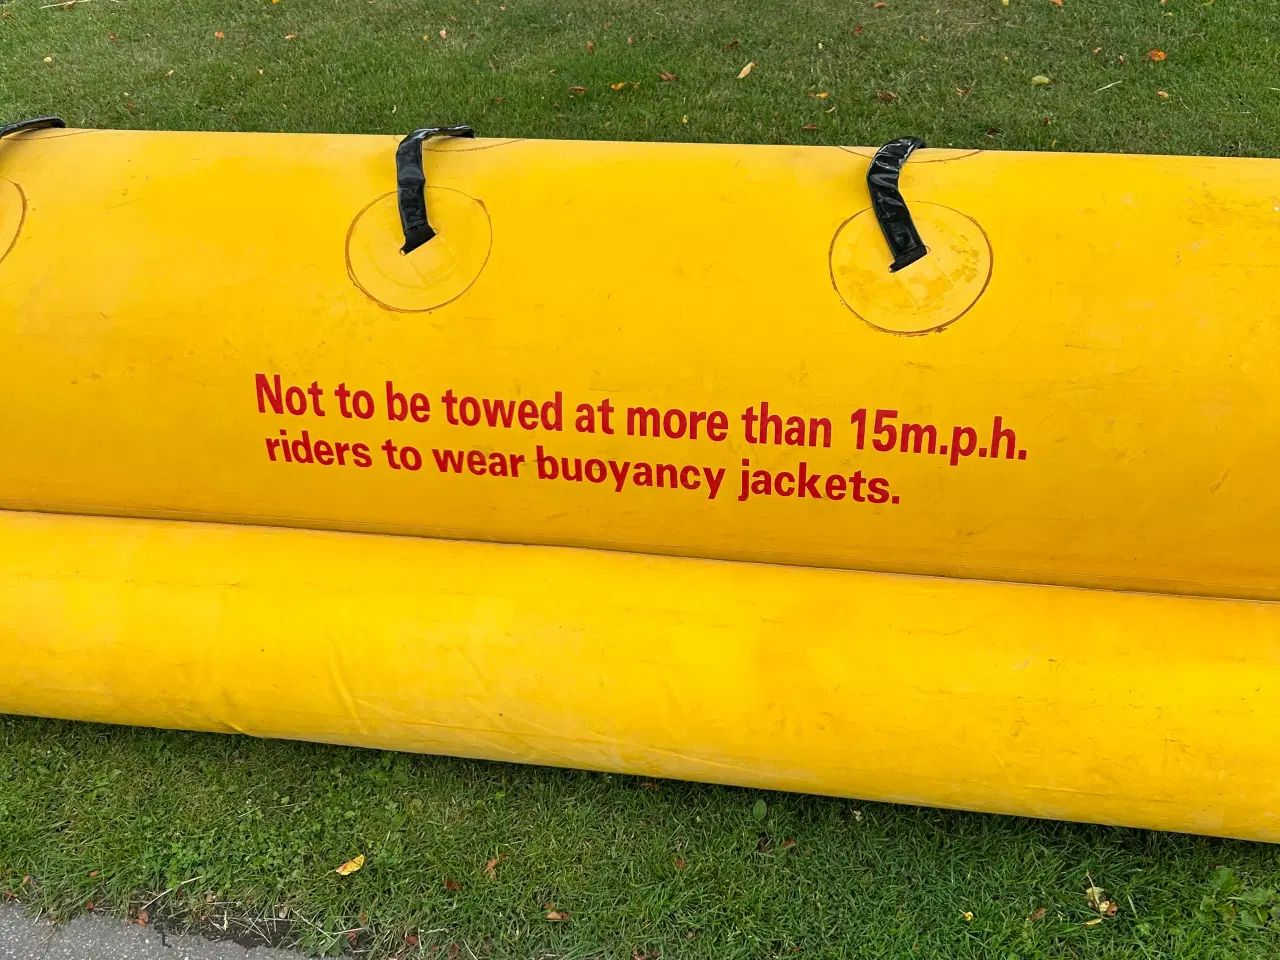 Not to be towed at more than 15m.p.h.
riders to wear buoyancy jackets.